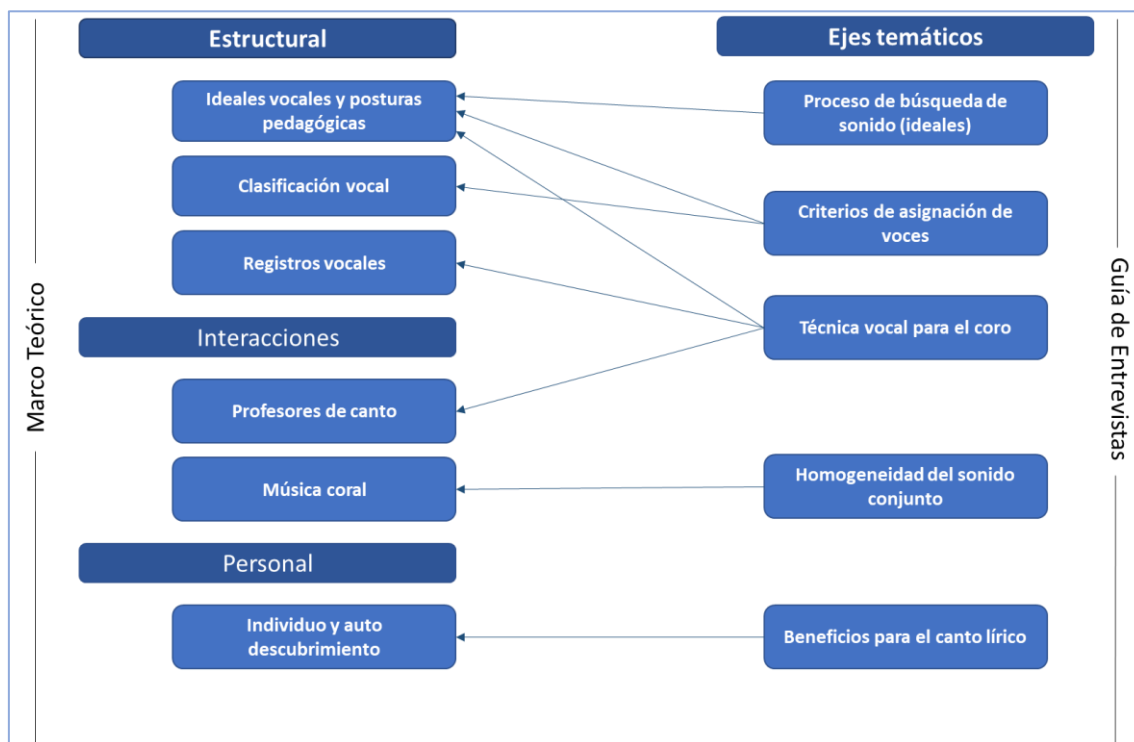 Marco Teórico
Estructural
Ideales vocales y posturas
pedagógicas
Clasificación vocal
Registros vocales
Interacciones
Profesores de canto
Música coral
Personal
Individuo y auto
descubrimiento
Ejes temáticos
Proceso de búsqueda de
sonido (ideales)
Criterios de asignación de
voces
Técnica vocal para el coro
Homogeneidad del sonido
conjunto
Beneficios para el canto lírico
Guía de Entrevistas